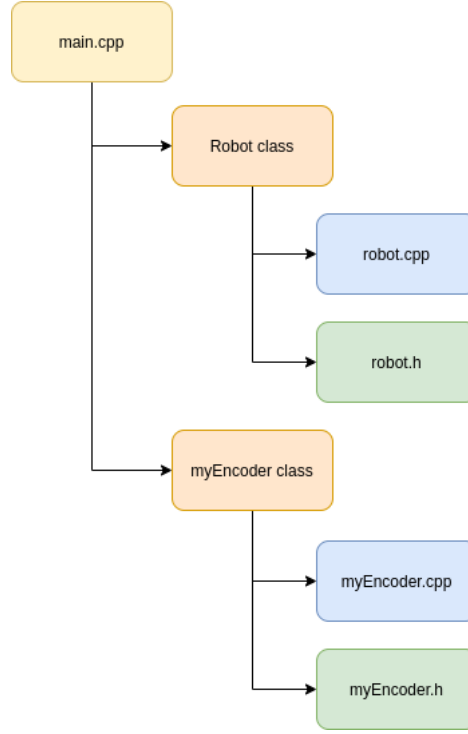 main.cpp
Robot class
robot.cpp
robot.h
myEncoder class
myEncoder.cpp
myEncoder.h